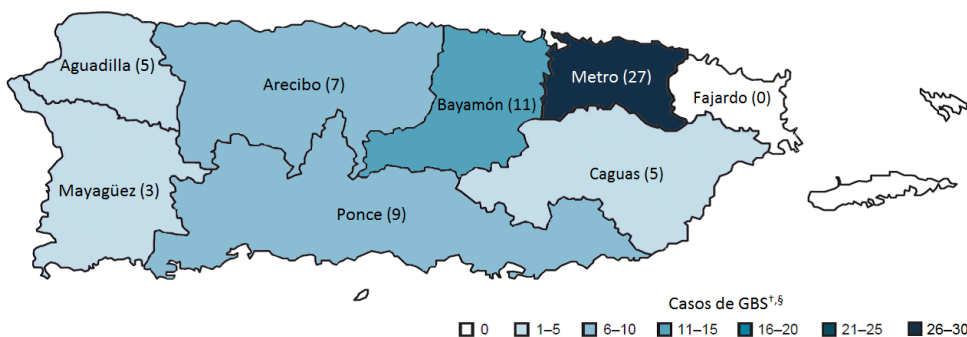 Aguadilla (5)
Arecibo (7)
Metro (27)
Bayamón (11)
Fajardo (0)
Mayagüez (3)
Caguas (5)
Ponce (9)
Casos de GBS†,§
0 1–5 6–10 11–15 16–20 21–25 26–30